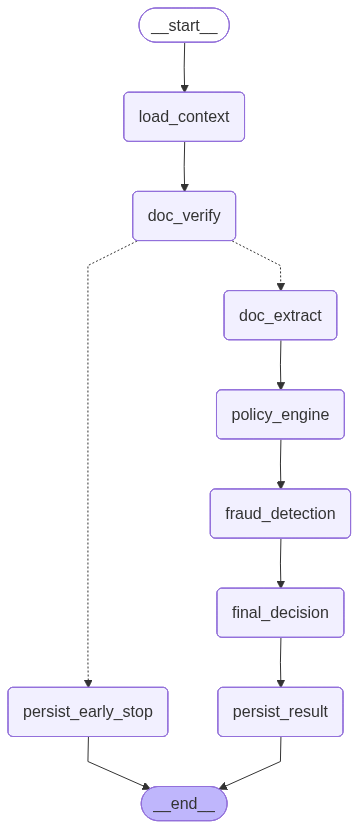 __start__
load_context
doc_verify
doc_extract
policy_engine
fraud_detection
final_decision
persist_early_stop
persist_result
__end__